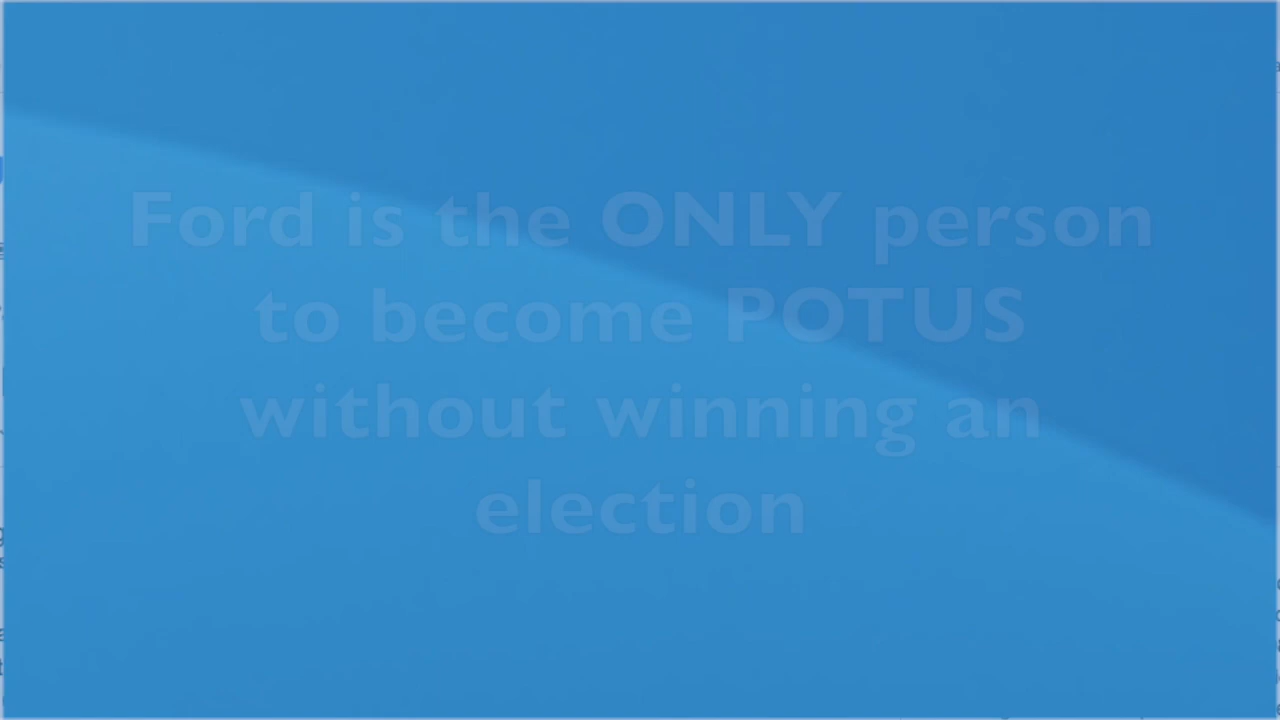 Ford is the ONLY person
to become POTUS
without winning an
election